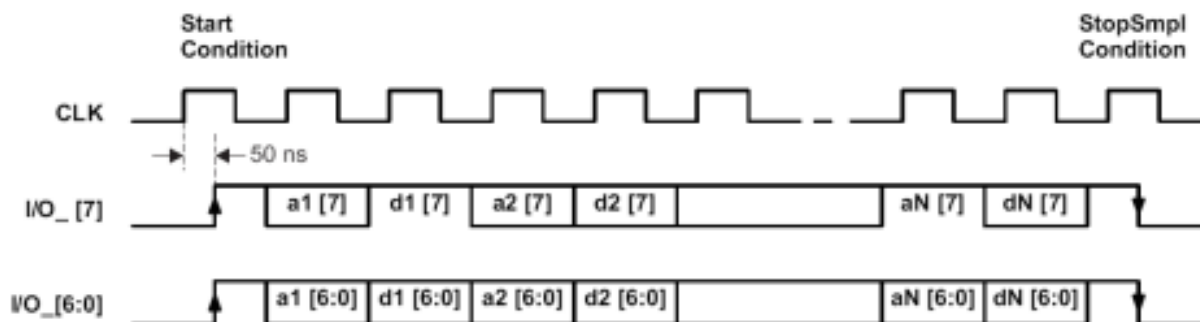 Start
Condition
StopSmpl
Condition
CLK
50 ns
I/O_ [7]
a1 [7] d1 [7] a2 [7] d2 [7] aN [7] dN [7]
I/O_[6:0]
a1 [6:0] d1 [6:0] a2 [6:0] d2 [6:0] aN [6:0] dN [6:0]